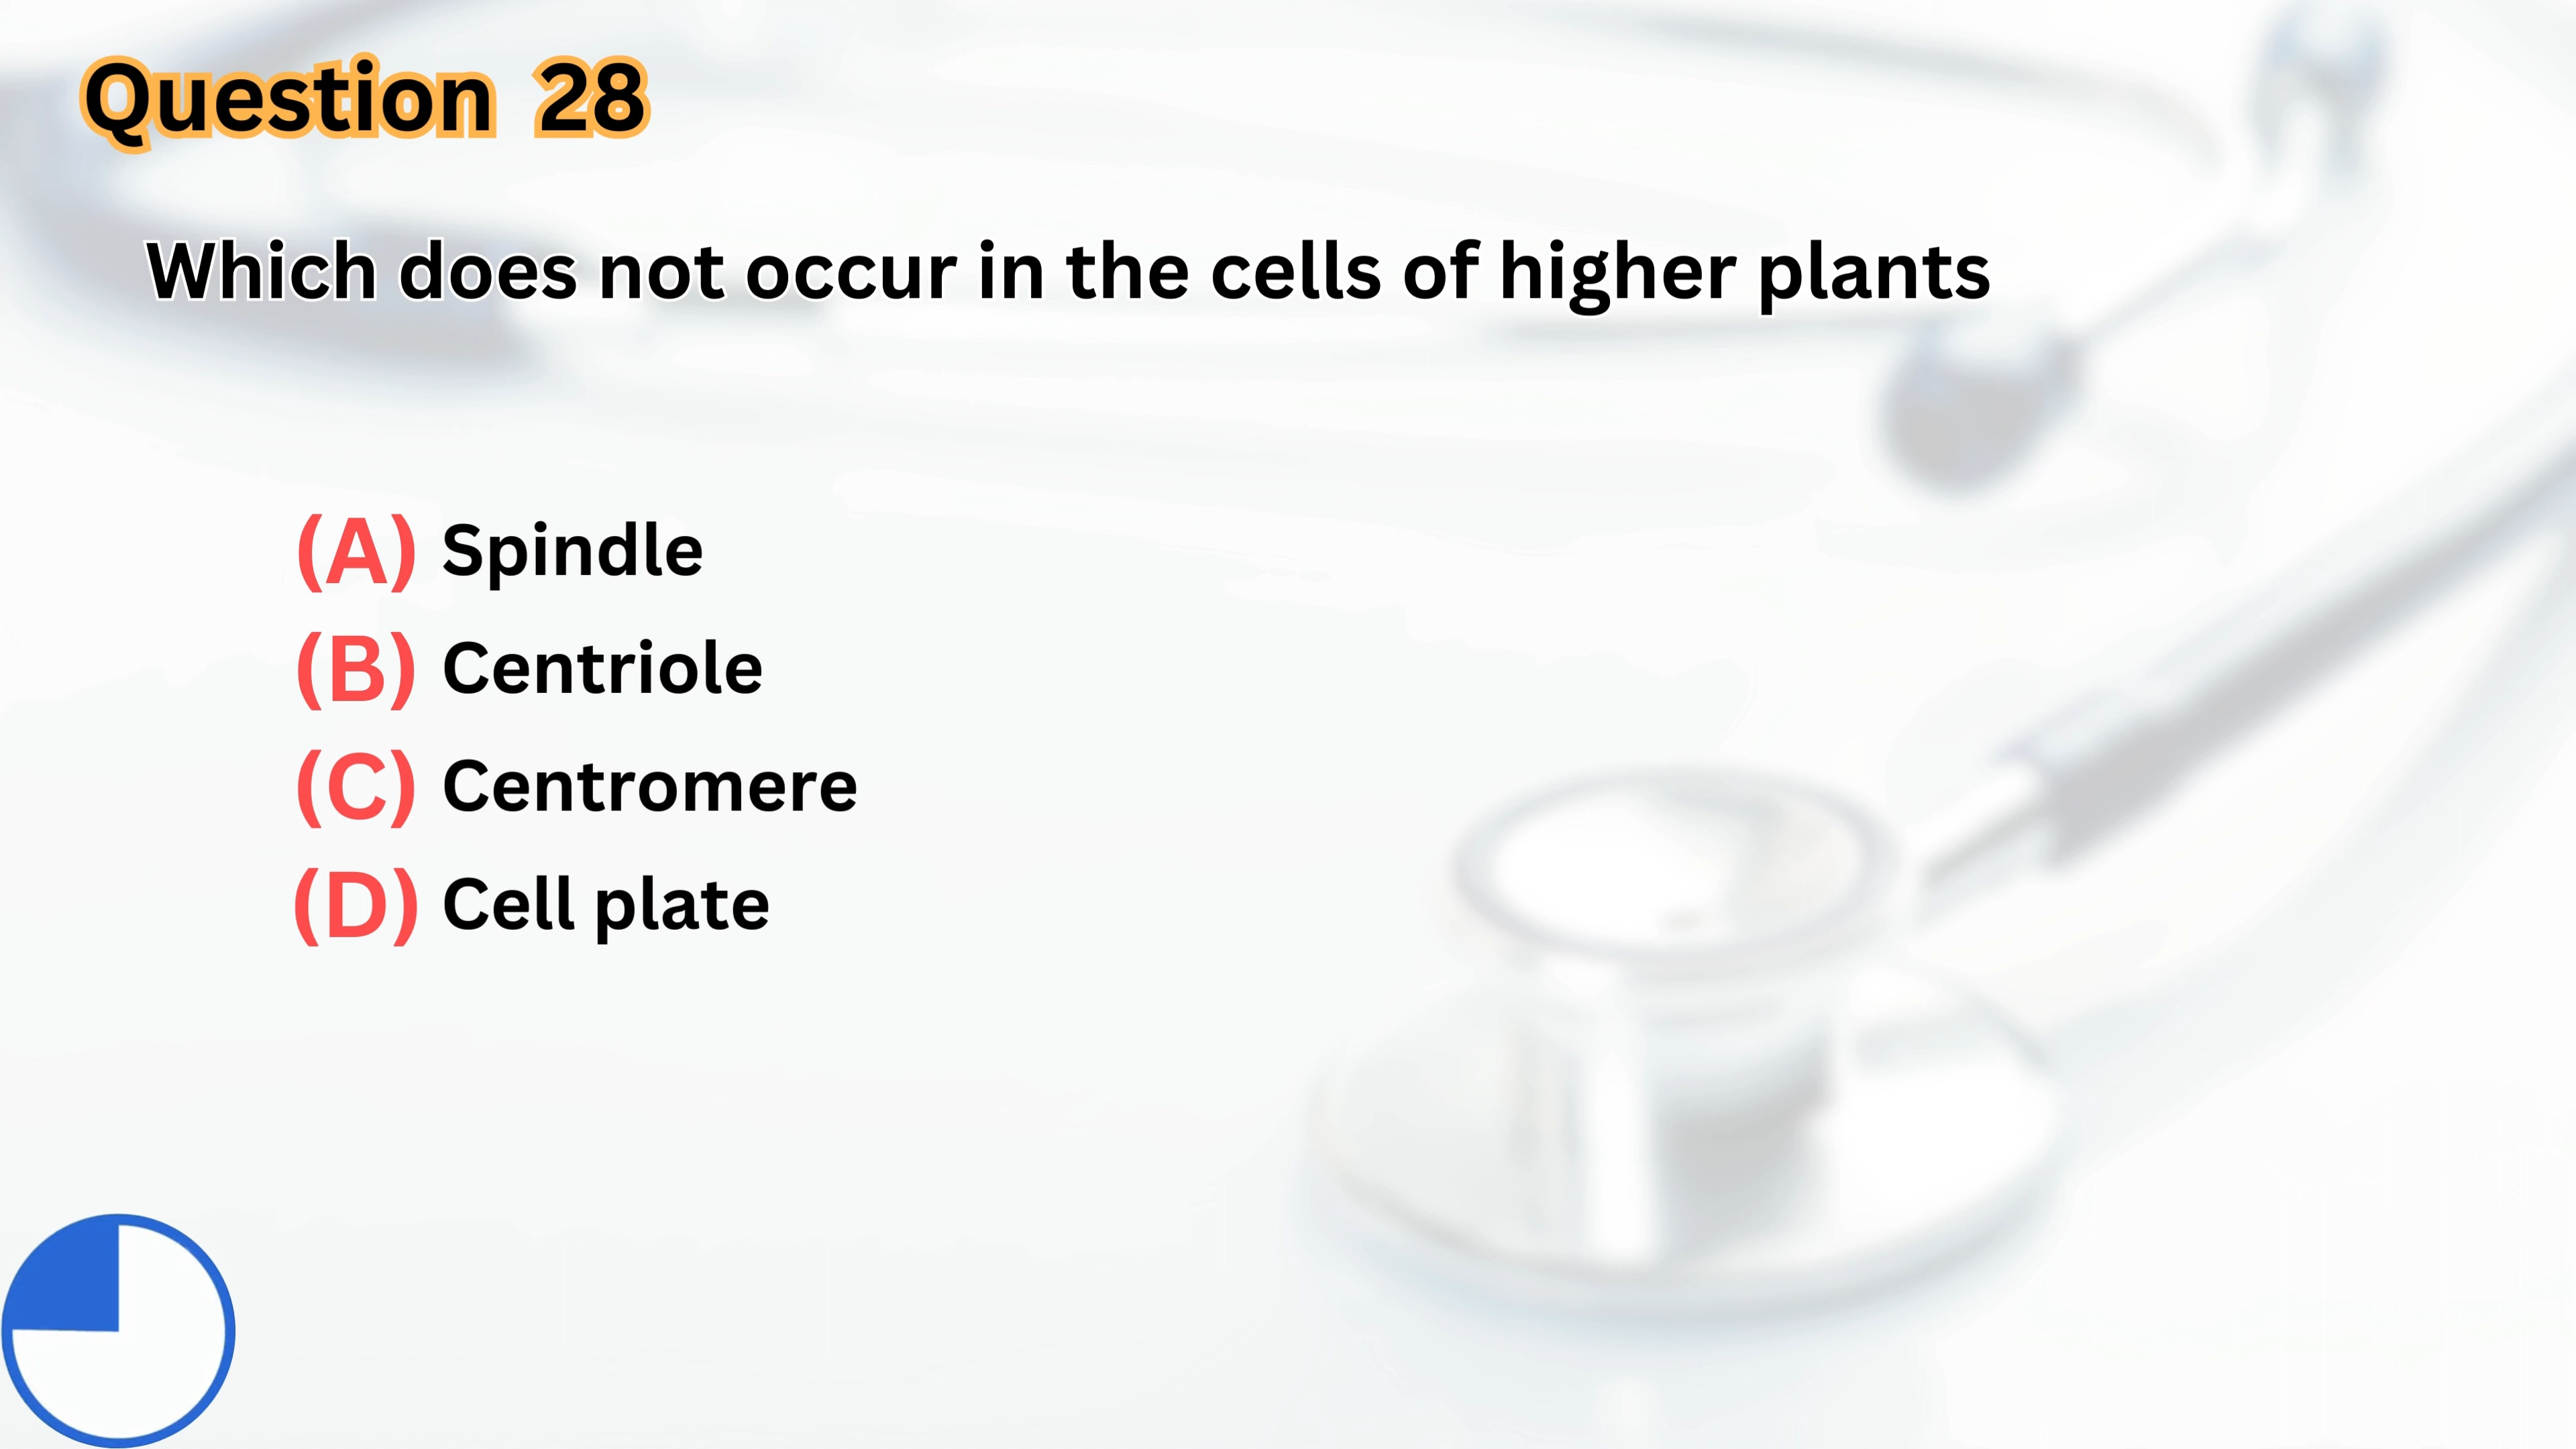 Question 28
Which does not occur in the cells of higher plants
(A) Spindle
(B) Centriole
(C) Centromere
(D) Cell plate